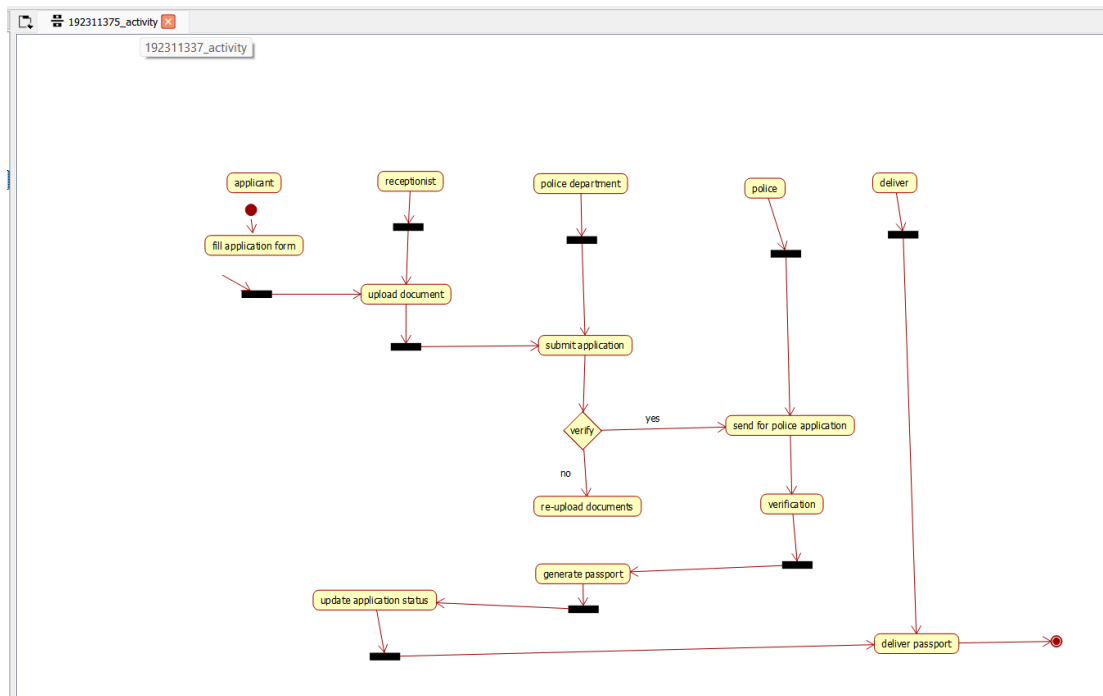 192311375_activity
192311337_activity
applicant
receptionist
police department
police
deliver
fill application form
upload document
submit application
verify
yes
send for police application
no
re-upload documents
verification
generate passport
update application status
deliver passport